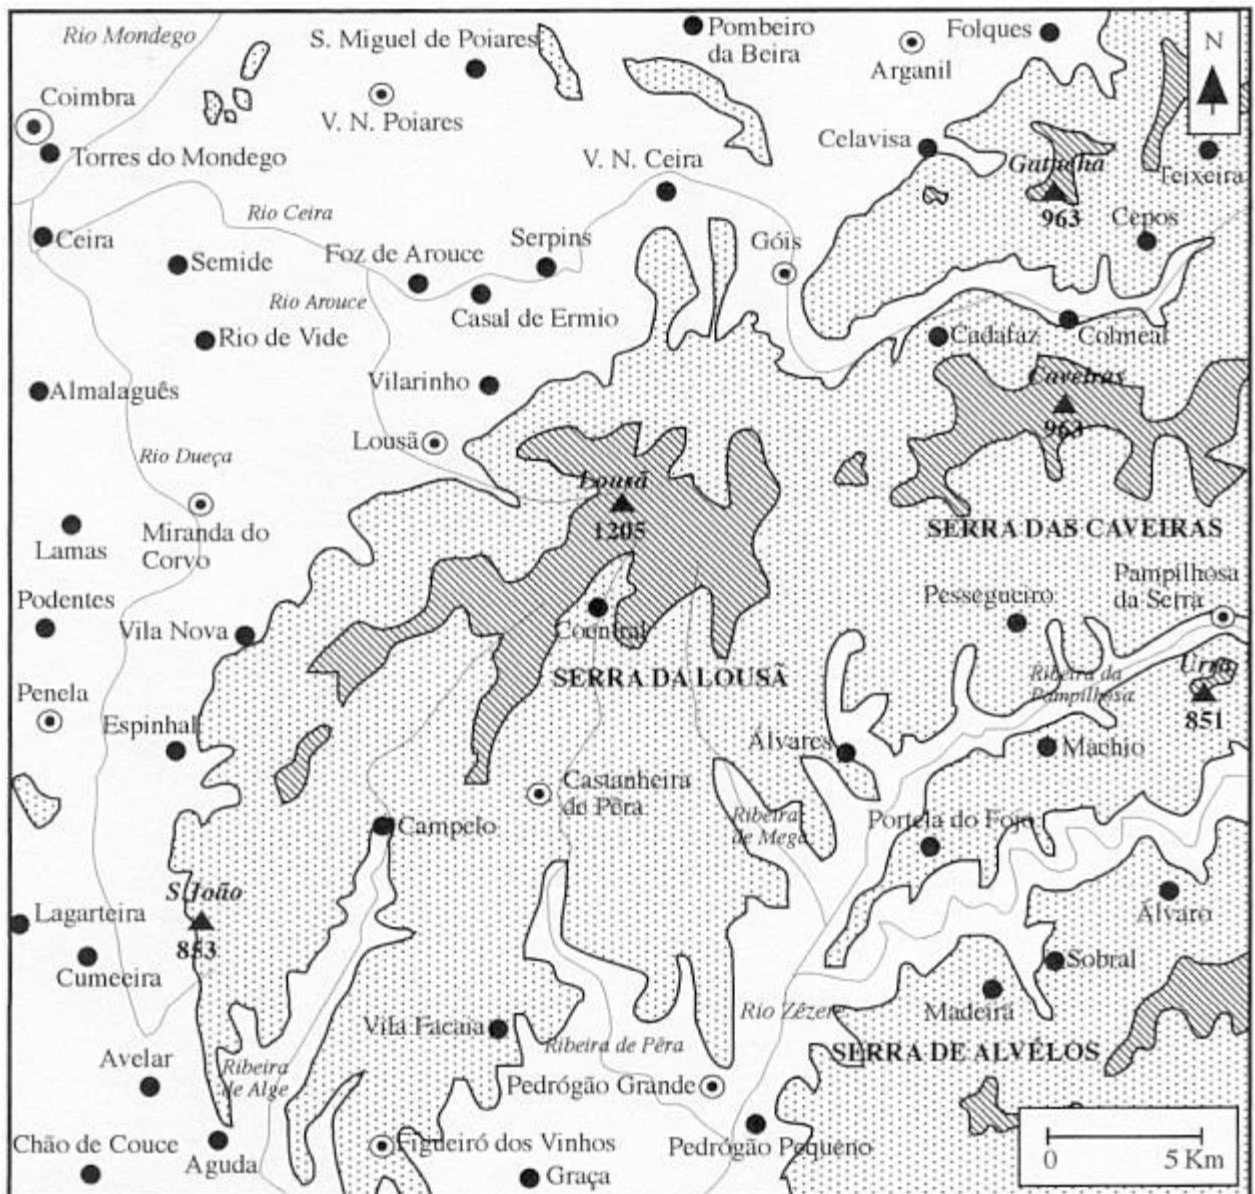 Rio Mondego
S. Miguel de Poiares
Pombeiro
da Beira
Folques
N
Arganil
Coimbra
V. N. Poiares
Torres do Mondego
V. N. Ceira
Celavisa
Teixeira
963
Cepos
Rio Ceira
Ceira
Semide
Foz de Arouce
Serpins
Góis
Rio Arouce
Casal de Ermio
Rio de Vide
Cadafaz
Colmeal
Almalaguês
Vilarinho
Caveiras
963
Lousã
Rio Dueça
Lousã
1205
Lamas
Miranda do
Corvo
SERRA DAS CAVEIRAS
Podentes
Vila Nova
Coentral
Pessegueiro
Pampilhosa
da Serra
SERRA DA LOUSÃ
Ribeira da
Pampilhosa
851
Penela
Espinhal
Álvares
Machio
Castanheira
de Pêra
Ribeira
de Mega
Portela do Fojo
Campelo
S. João
853
Lagarteira
Cumeeira
Álvaro
Sobral
Madeirã
Rio Zêzere
Vila Facaia
Ribeira de Pêra
SERRA DE ALVÉLOS
Avelar
Ribeira
de Alge
Pedrógão Grande
Chão de Couce
Aguda
Figueiró dos Vinhos
Graça
Pedrógão Pequeno
0 5 Km